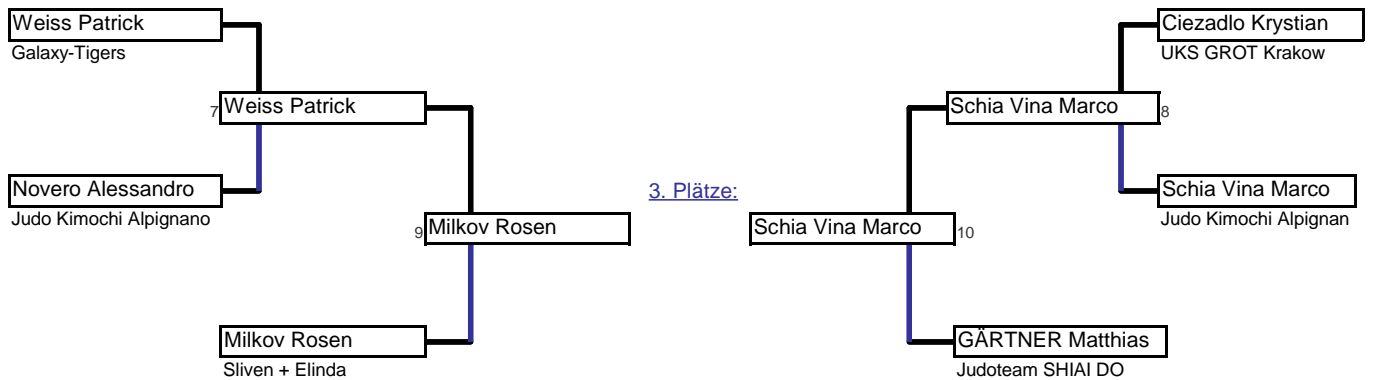 Weiss Patrick
Galaxy-Tigers
Ciezadlo Krystian
UKS GROT Krakow
7 Weiss Patrick
Schia Vina Marco 8
Novero Alessandro
Judo Kimochi Alpignano
3. Plätze:
Schia Vina Marco
Judo Kimochi Alpignan
9 Milkov Rosen
Schia Vina Marco 10
Milkov Rosen
Sliven + Elinda
GÄRTNER Matthias
Judoteam SHIAI DO